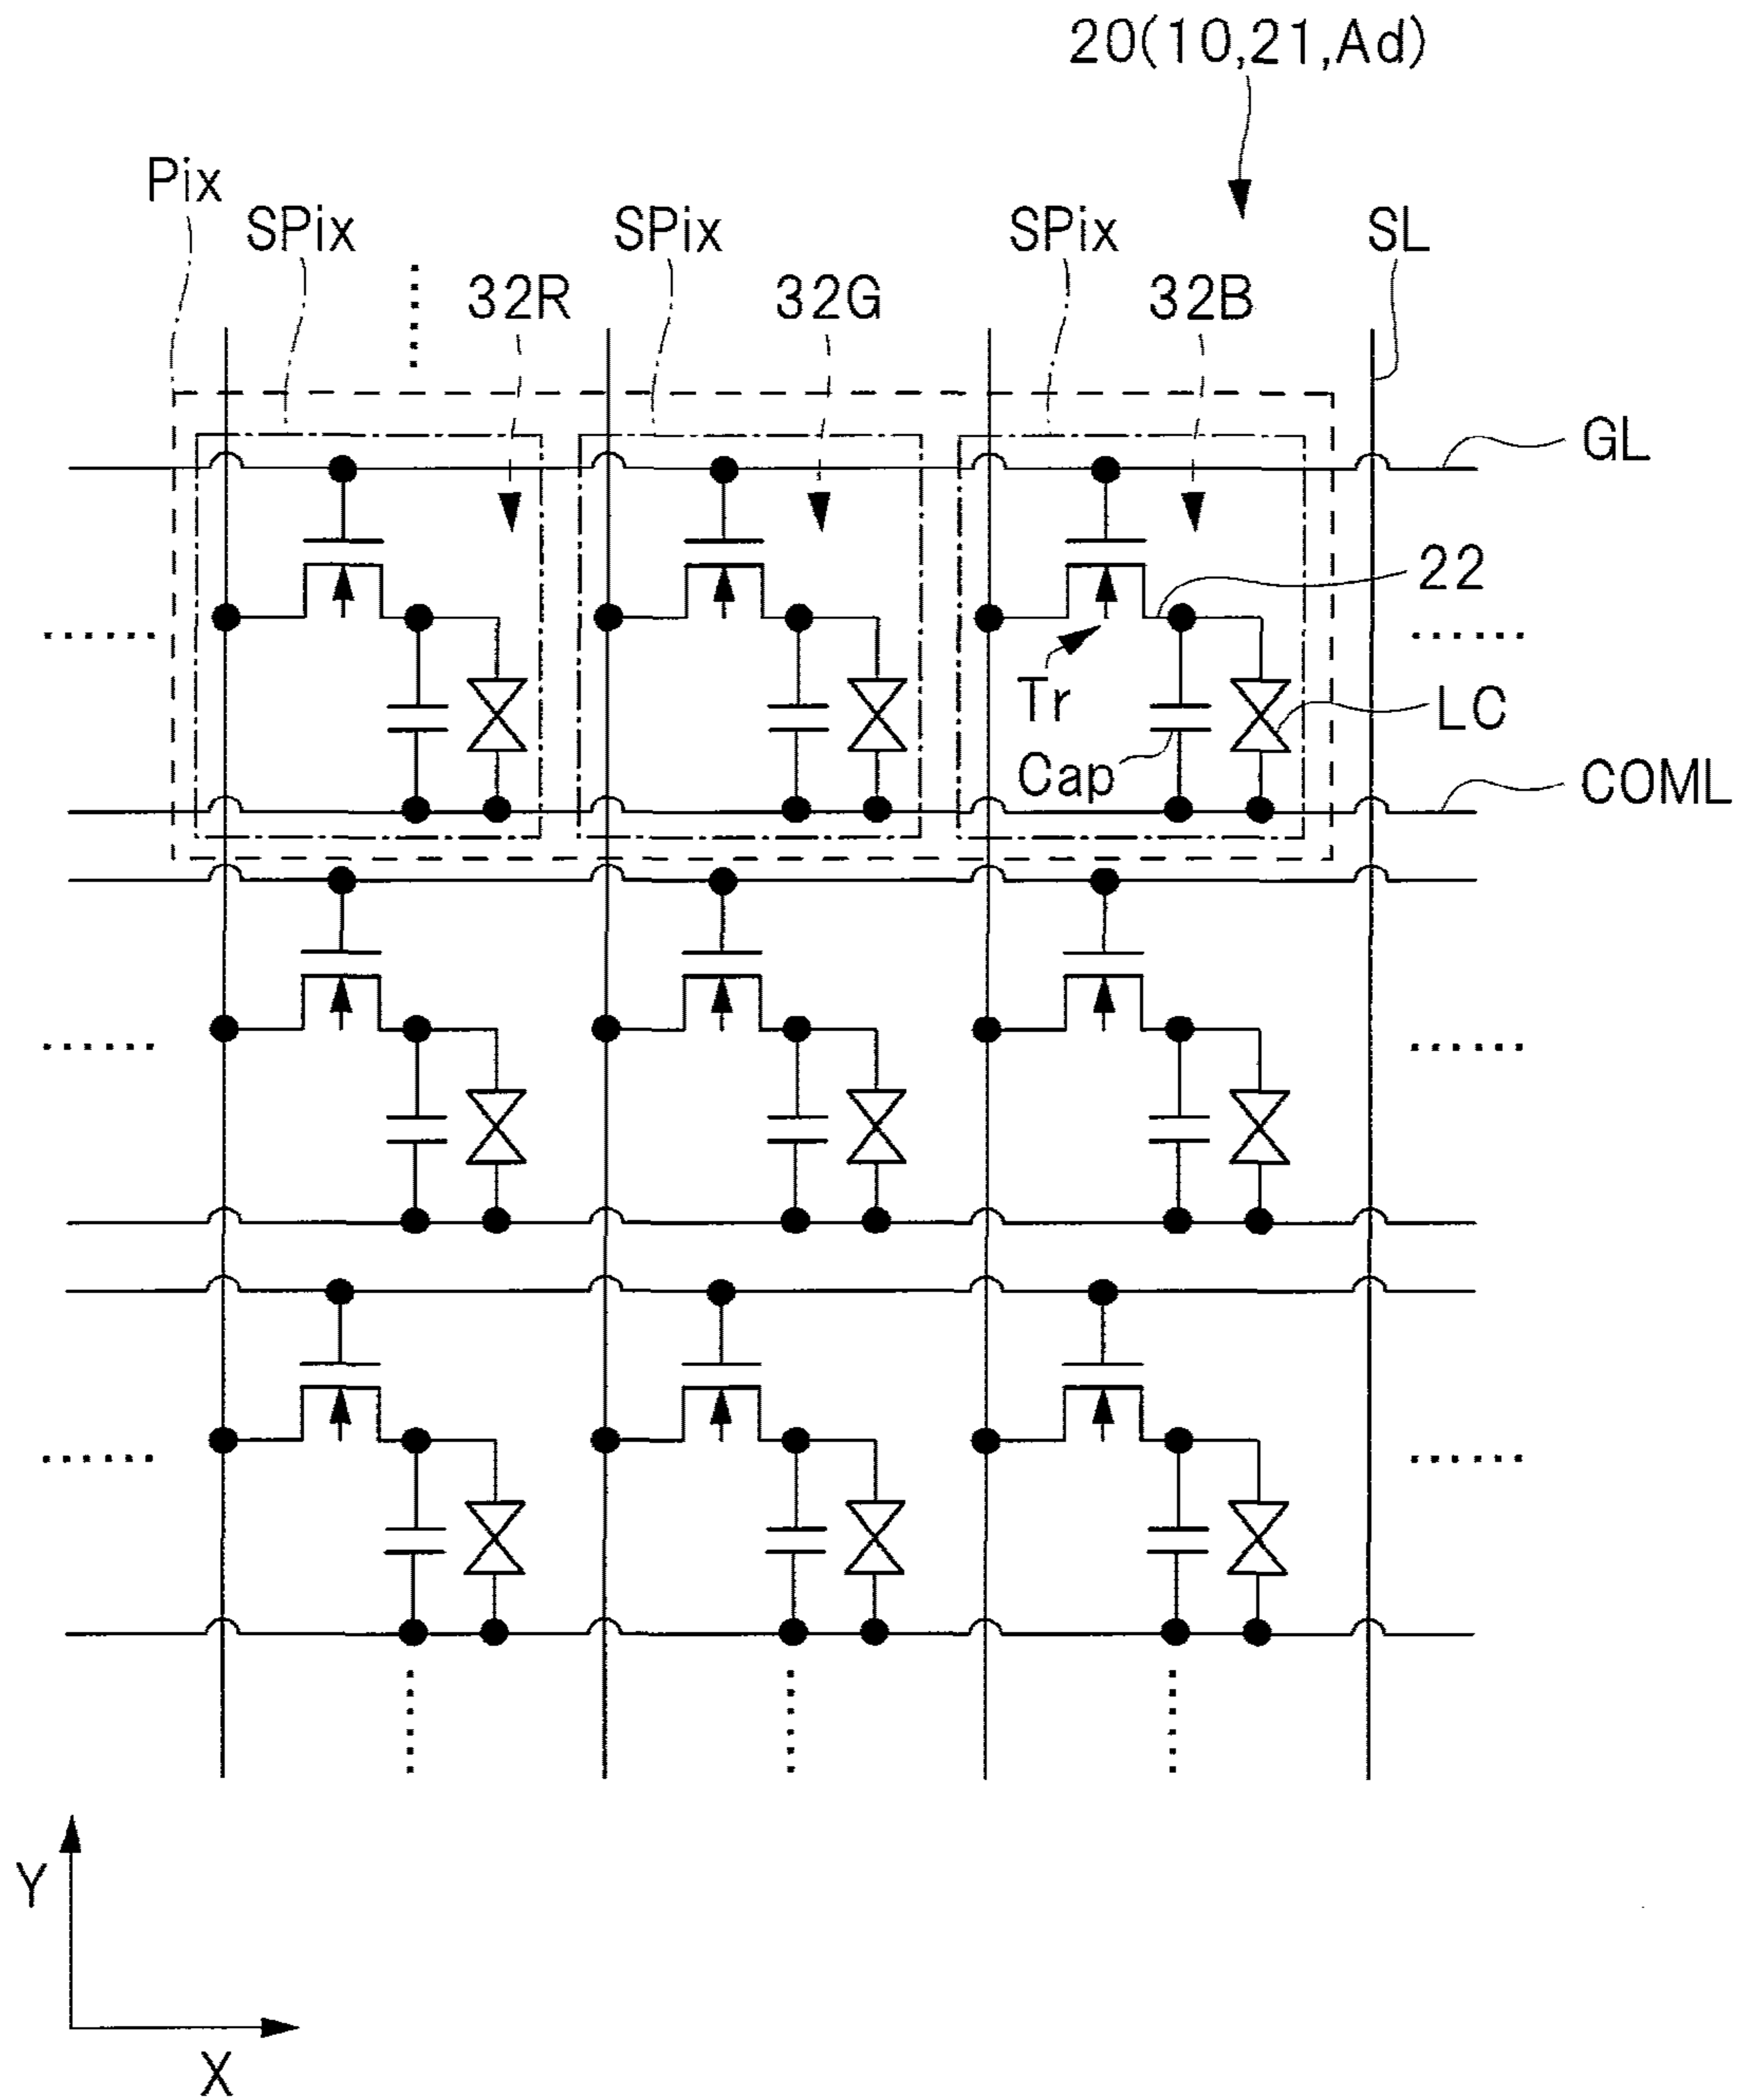 20(10,21,Ad)
Pix
SPix SPix SPix SL
32R 32G 32B
GL
22
Tr
LC
Cap
COML
Y
X